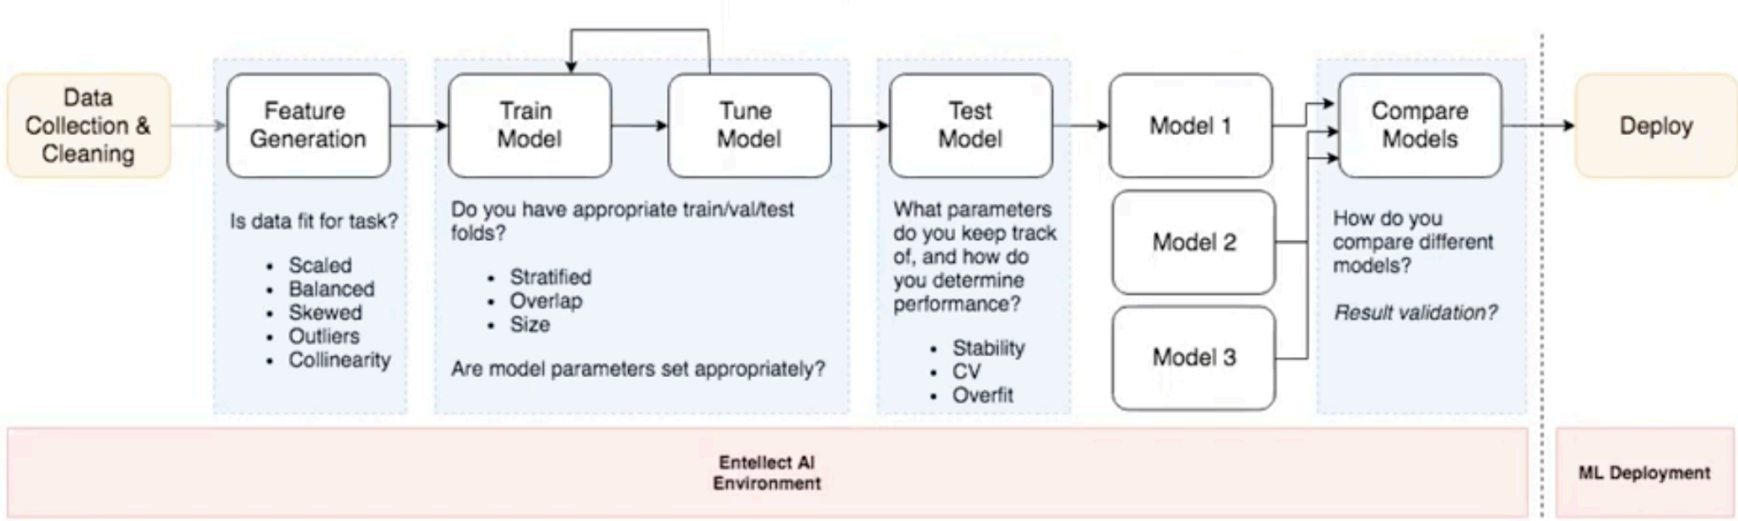 Data
Collection &
Cleaning
Feature
Generation
Train
Model
Tune
Model
Test
Model
Model 1
Model 2
Model 3
Compare
Models
Deploy
Is data fit for task?
• Scaled
• Balanced
• Skewed
• Outliers
• Collinearity
Do you have appropriate train/val/test
folds?
• Stratified
• Overlap
• Size
Are model parameters set appropriately?
What parameters
do you keep track
of, and how do
you determine
performance?
• Stability
• CV
• Overfit
How do you
compare different
models?
Result validation?
Entellect AI
Environment
ML Deployment